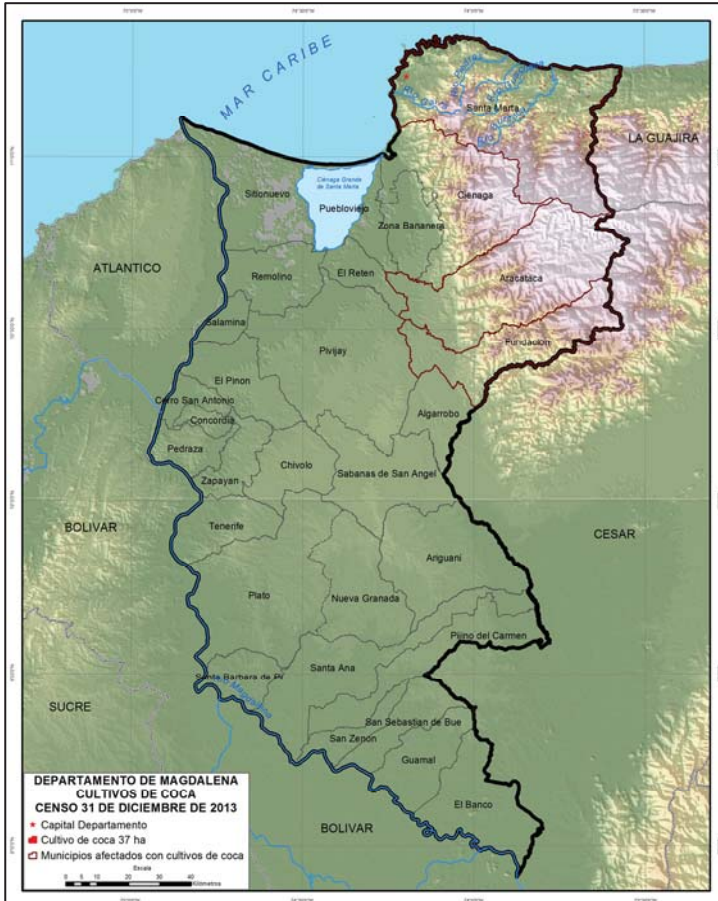 MAR CARIBE
Santa Marta
LA GUAJIRA
Ciénaga Grande
de Santa Marta
Sitionuevo
Puebloviejo
Cienaga
Zona Bananera
ATLANTICO
Remolino
El Reten
Aracataca
Salamina
Pivijay
Fundacion
El Pinon
Cerro San Antonio
Algarrobo
Concordia
Pedraza
Chivolo
Sabanas de San Angel
Zapayan
BOLIVAR
Tenerife
CESAR
Ariguaní
Plato
Nueva Granada
Pijino del Carmen
Santa Ana
Santa Barbara de Pi
Magdalena
SUCRE
San Sebastian de Bue
San Zenon
Guamal
El Banco
BOLIVAR
DEPARTAMENTO DE MAGDALENA
CULTIVOS DE COCA
CENSO 31 DE DICIEMBRE DE 2013
Capital Departamento
Cultivo de coca 37 ha
Municipios afectados con cultivos de coca
Escala
0 5 10 20 30 40
Kilómetros